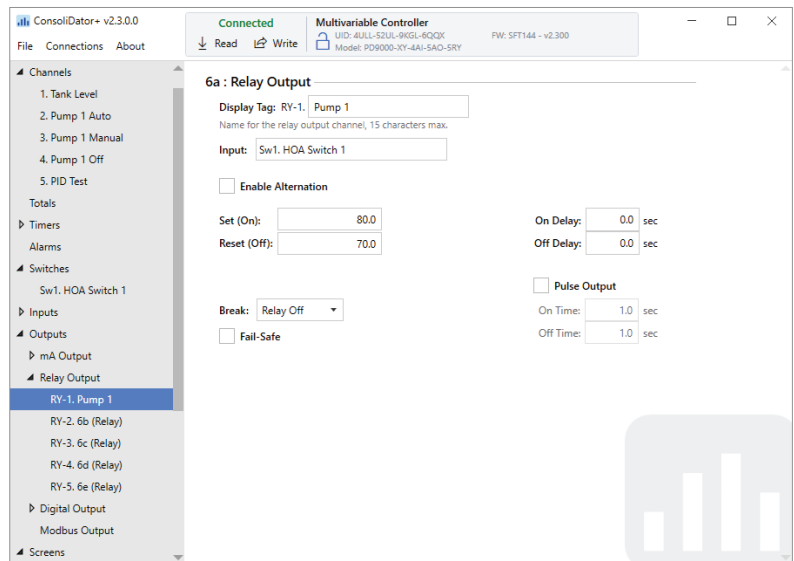 ConsoliDator+ v2.3.0.0
File Connections About
Connected
Read Write
Multivariable Controller
UID: 4ULL-52UL-9KGL-6QQX
Model: PD9000-XY-4AI-5AO-5RY
FW: SFT144 - v2.300
Channels
1. Tank Level
2. Pump 1 Auto
3. Pump 1 Manual
4. Pump 1 Off
5. PID Test
Totals
Timers
Alarms
Switches
Sw1. HOA Switch 1
Inputs
Outputs
mA Output
Relay Output
RY-1. Pump 1
RY-2. 6b (Relay)
RY-3. 6c (Relay)
RY-4. 6d (Relay)
RY-5. 6e (Relay)
Digital Output
Modbus Output
Screens
6a : Relay Output
Display Tag: RY-1. Pump 1
Name for the relay output channel, 15 characters max.
Input: Sw1. HOA Switch 1
Enable Alternation
Set (On): 80.0
On Delay: 0.0 sec
Reset (Off): 70.0
Off Delay: 0.0 sec
Pulse Output
Break: Relay Off
On Time: 1.0 sec
Fail-Safe
Off Time: 1.0 sec